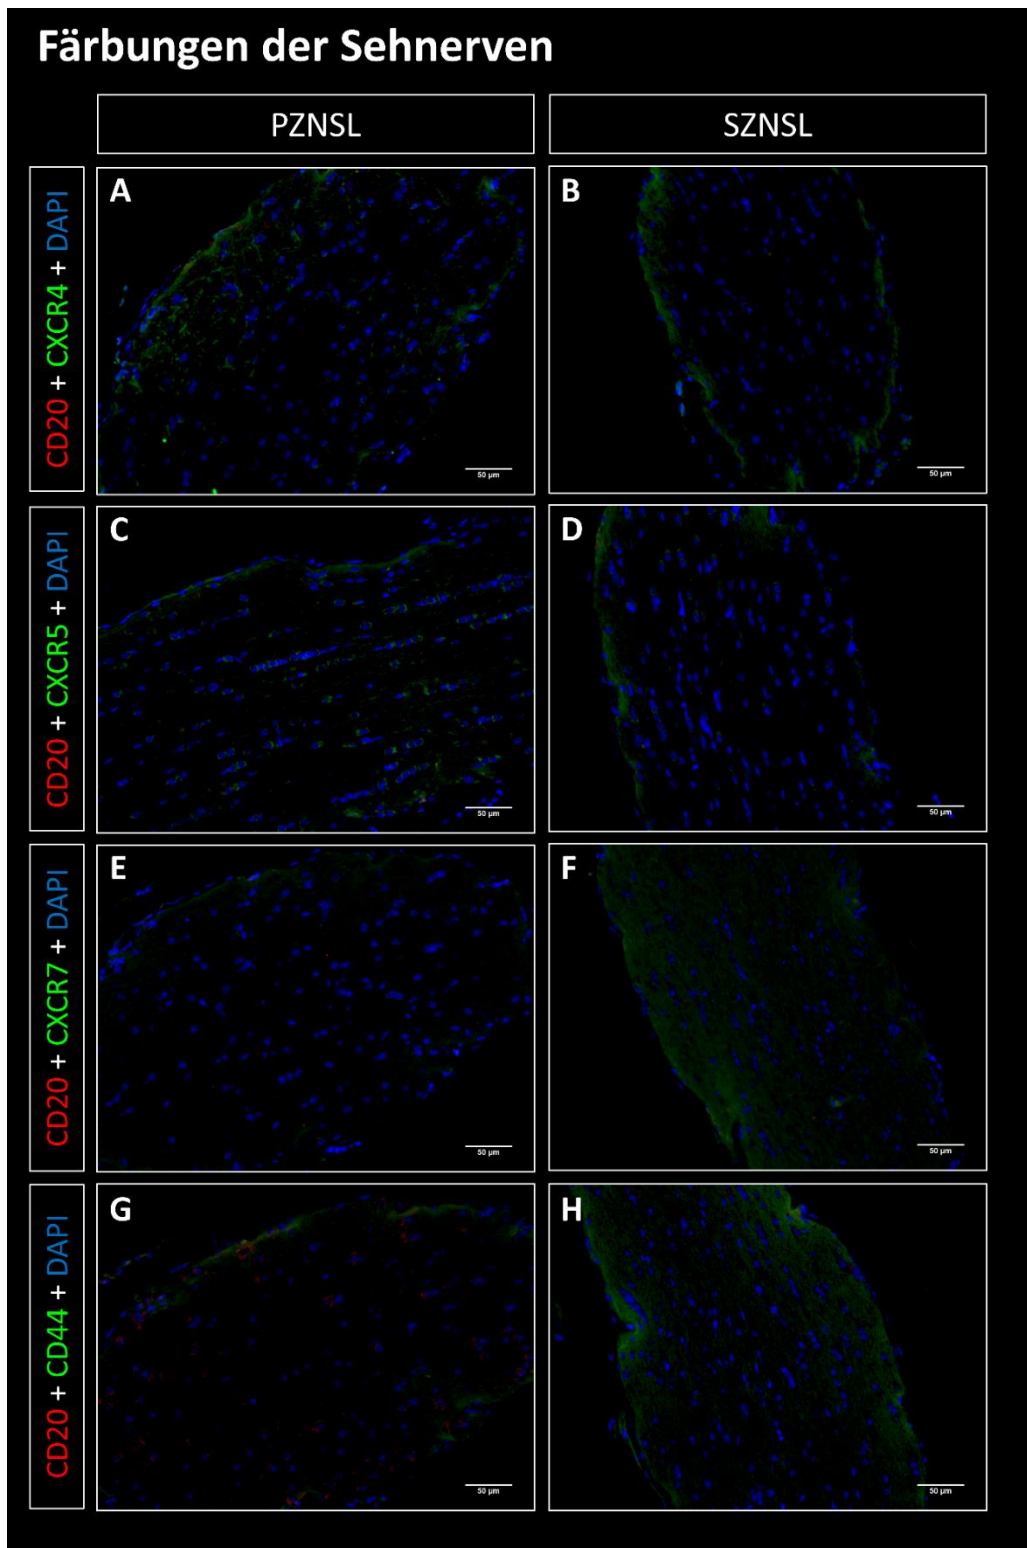 Färbungen der Sehnerven
PZNSL
SZNSL
CD20 + CXCR4 + DAPI
A
50 µm
B
50 µm
CD20 + CXCR5 + DAPI
C
50 µm
D
50 µm
CD20 + CXCR7 + DAPI
E
50 µm
F
50 µm
CD20 + CD44 + DAPI
G
50 µm
H
50 µm